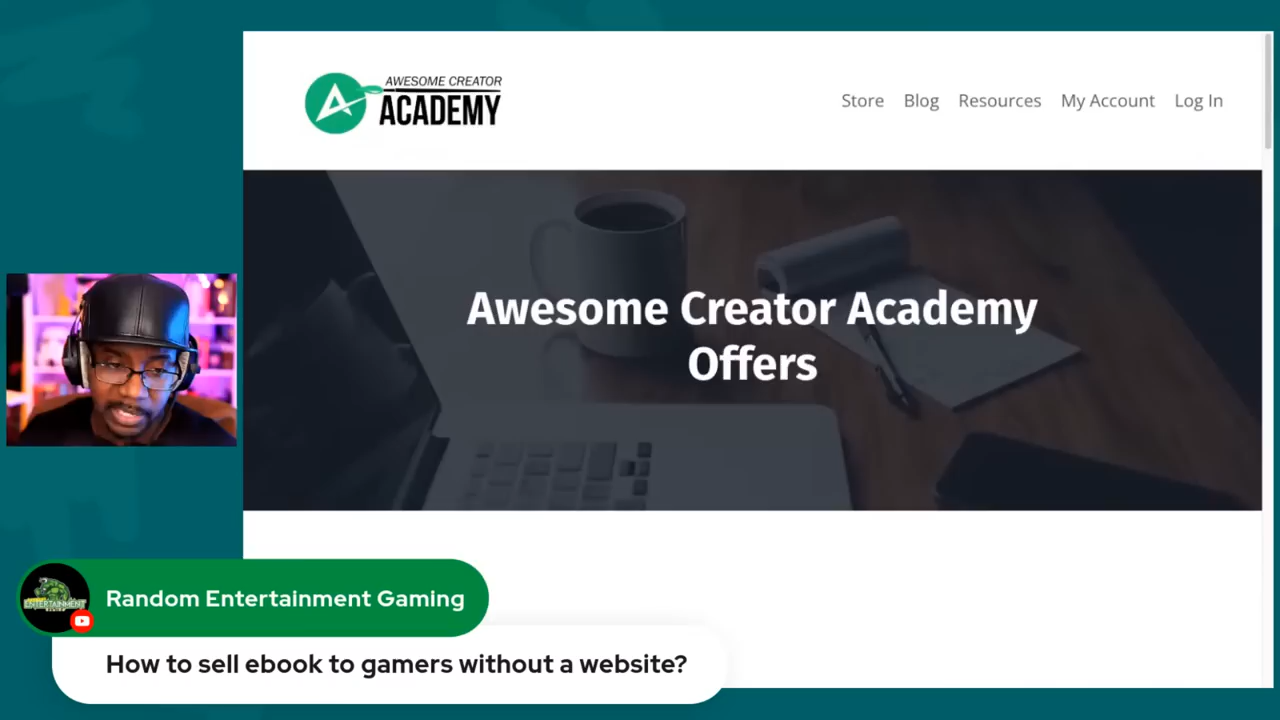 AWESOME CREATOR
ACADEMY
Store Blog Resources My Account Log In
Awesome Creator Academy
Offers
ENTERTAINMENT
Random Entertainment Gaming
How to sell ebook to gamers without a website?